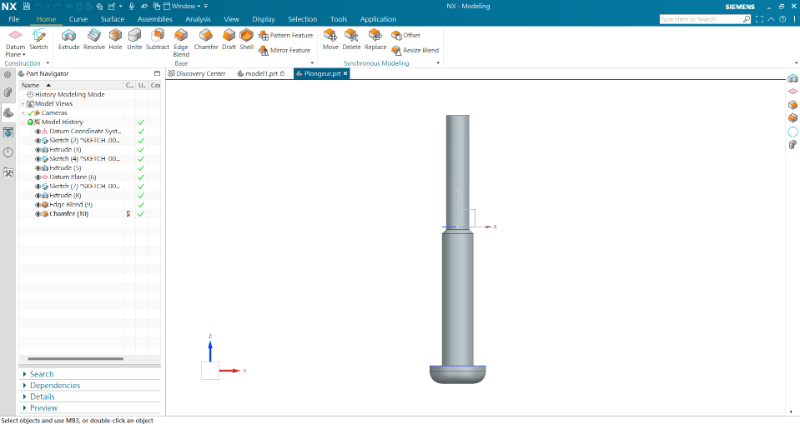 NX Window NX - Modeling SIEMENS
File Home Curve Surface Assemblies Analysis View Display Selection Tools Application Type Here to Search
Datum Plane Sketch Extrude Revolve Hole Unite Subtract Edge Blend Chamfer Draft Shell Pattern Feature Mirror Feature Move Delete Replace Offset Resize Blend
Construction Base Synchronous Modeling
Part Navigator Discovery Center model1.prt Plongeur.prt
Name C... U... Cor
History Modeling Mode
Model Views
Cameras
Model History
Datum Coordinate Syst...
Sketch (2) "SKETCH_00...
Extrude (3)
Sketch (4) "SKETCH_00...
Extrude (5)
Datum Plane (6)
Sketch (7) "SKETCH_00...
Extrude (8)
Edge Blend (9)
Chamfer (10)
X
Z
X
Search
Dependencies
Details
Preview
Select objects and use MB3, or double-click an object